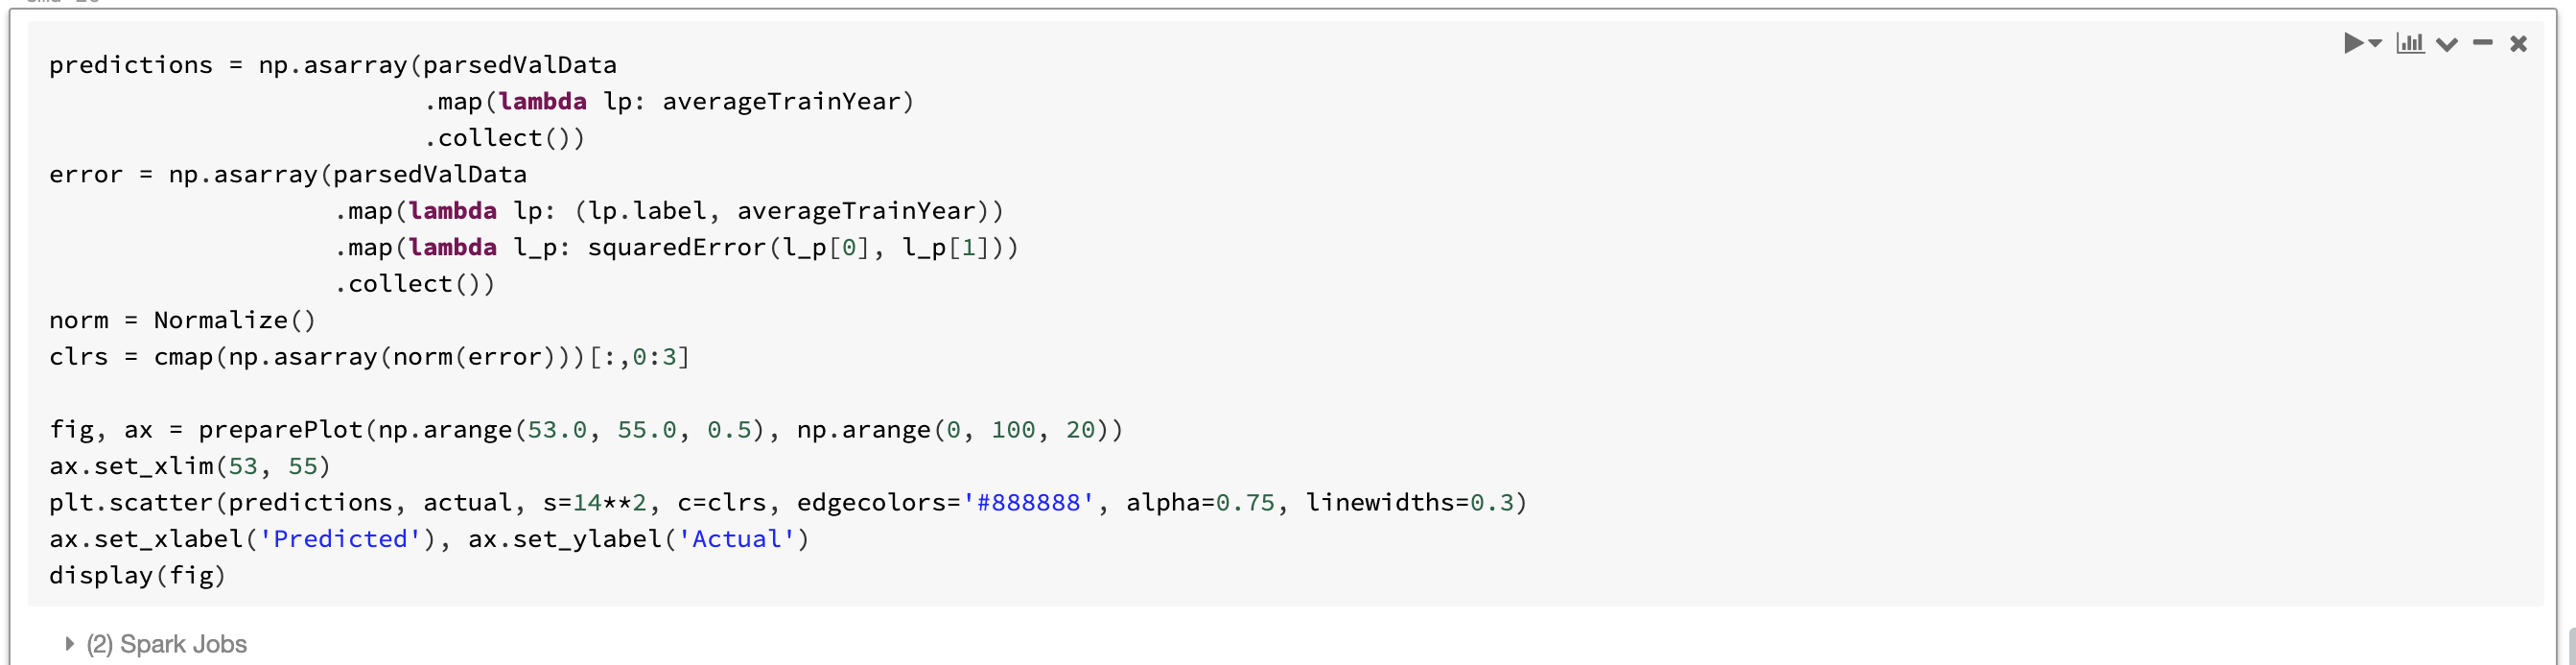 predictions = np.asarray(parsedValData
                         .map(lambda lp: averageTrainYear)
                         .collect())
error = np.asarray(parsedValData
                   .map(lambda lp: (lp.label, averageTrainYear))
                   .map(lambda l_p: squaredError(l_p[0], l_p[1]))
                   .collect())
norm = Normalize()
clrs = cmap(np.asarray(norm(error)))[:,0:3]

fig, ax = preparePlot(np.arange(53.0, 55.0, 0.5), np.arange(0, 100, 20))
ax.set_xlim(53, 55)
plt.scatter(predictions, actual, s=14**2, c=clrs, edgecolors='#888888', alpha=0.75, linewidths=0.3)
ax.set_xlabel('Predicted'), ax.set_ylabel('Actual')
display(fig)
(2) Spark Jobs